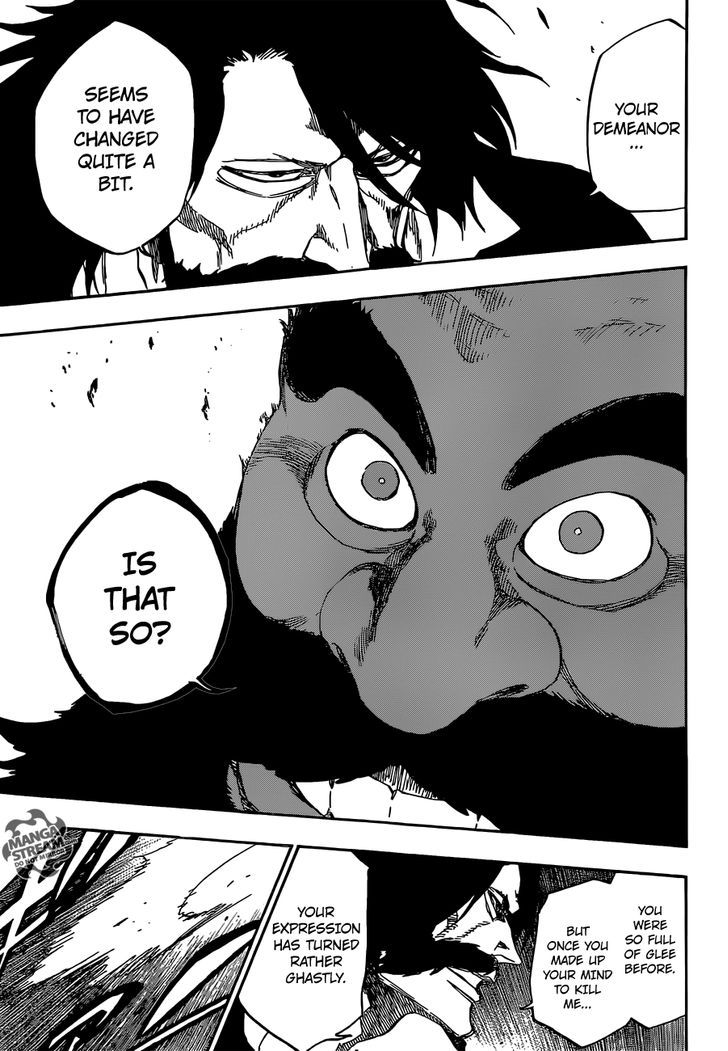 YOUR
DEMEANOR
...
SEEMS
TO HAVE
CHANGED
QUITE A
BIT.
IS
THAT
SO?
YOU
WERE
SO FULL
OF GLEE
BEFORE.
BUT
ONCE YOU
MADE UP
YOUR MIND
TO KILL
ME...
YOUR
EXPRESSION
HAS TURNED
RATHER
GHASTLY.
MANGA
STREAM